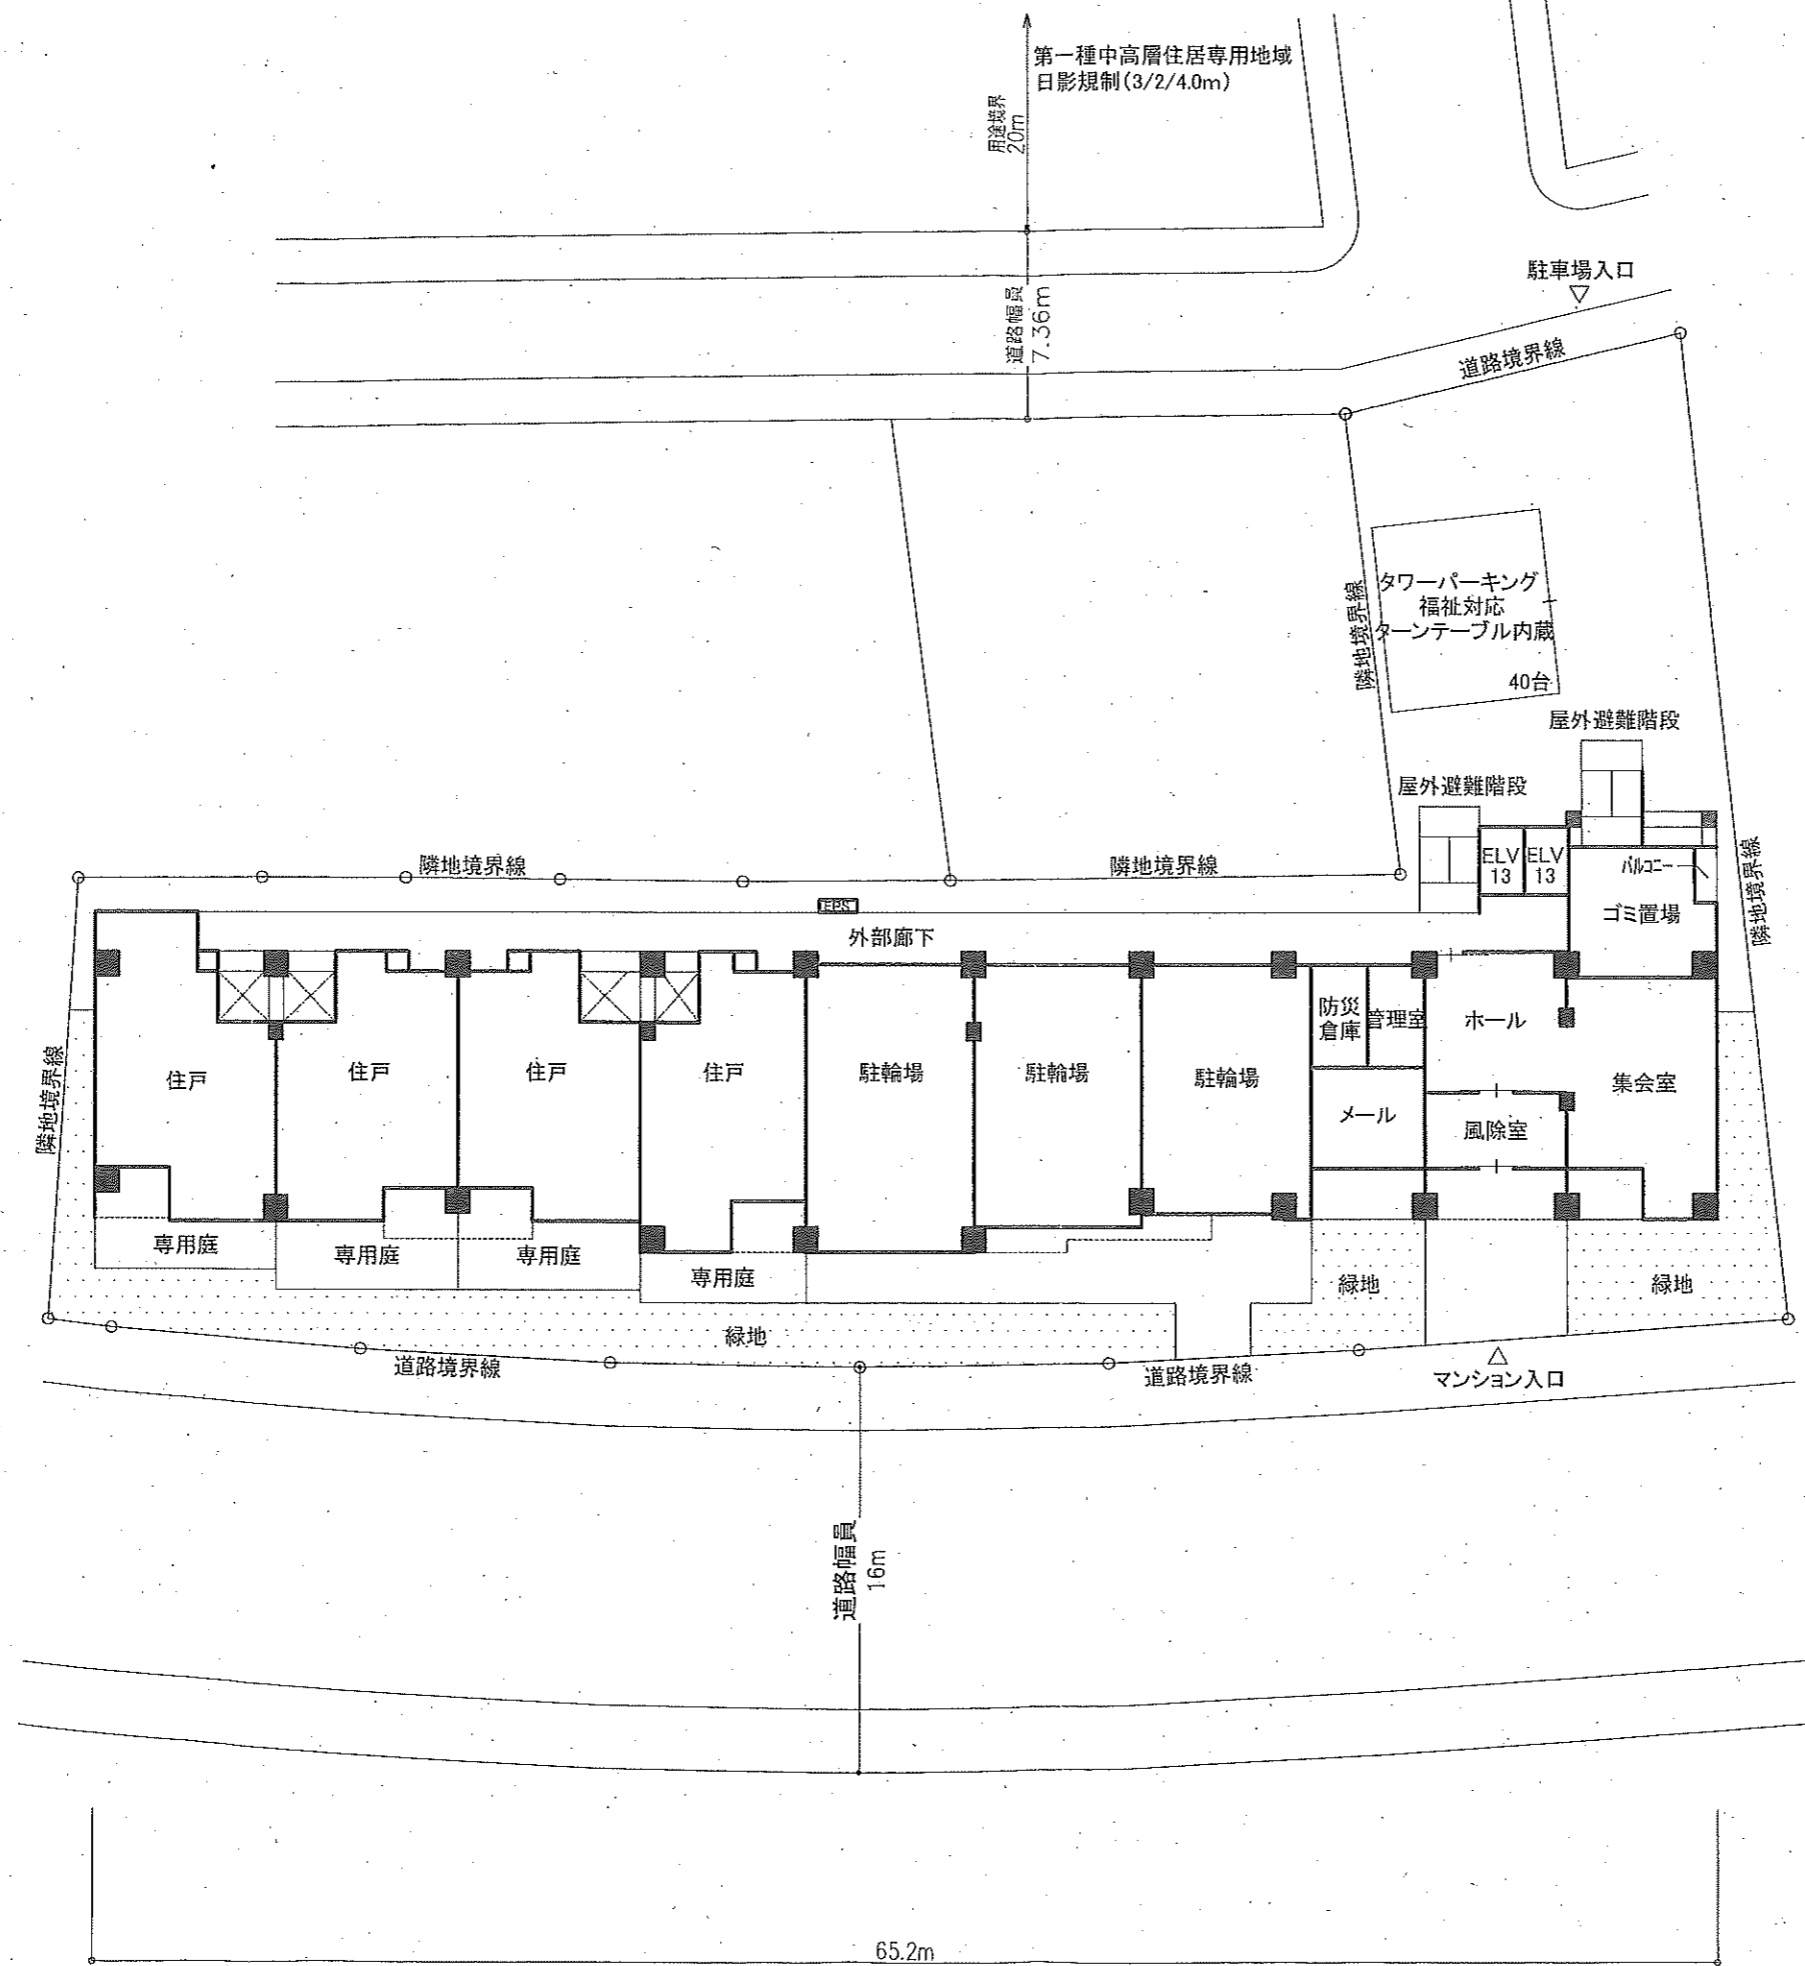 第一種中高層住居専用地域
日影規制(3/2/4.0m)
用途境界
20m
駐車場入口
道路幅員
7.36m
道路境界線
タワーパーキング
福祉対応
ターンテーブル内蔵
40台
隣地境界線
屋外避難階段
屋外避難階段
隣地境界線
隣地境界線
ELV
13
ELV
13
バルコニー
ゴミ置場
隣地境界線
EPS
外部廊下
防災
倉庫
管理室
ホール
住戸
住戸
住戸
住戸
駐輪場
駐輪場
駐輪場
集会室
隣地境界線
メール
風除室
専用庭
専用庭
専用庭
専用庭
緑地
緑地
緑地
道路境界線
道路境界線
マンション入口
道路幅員
16m
65.2m